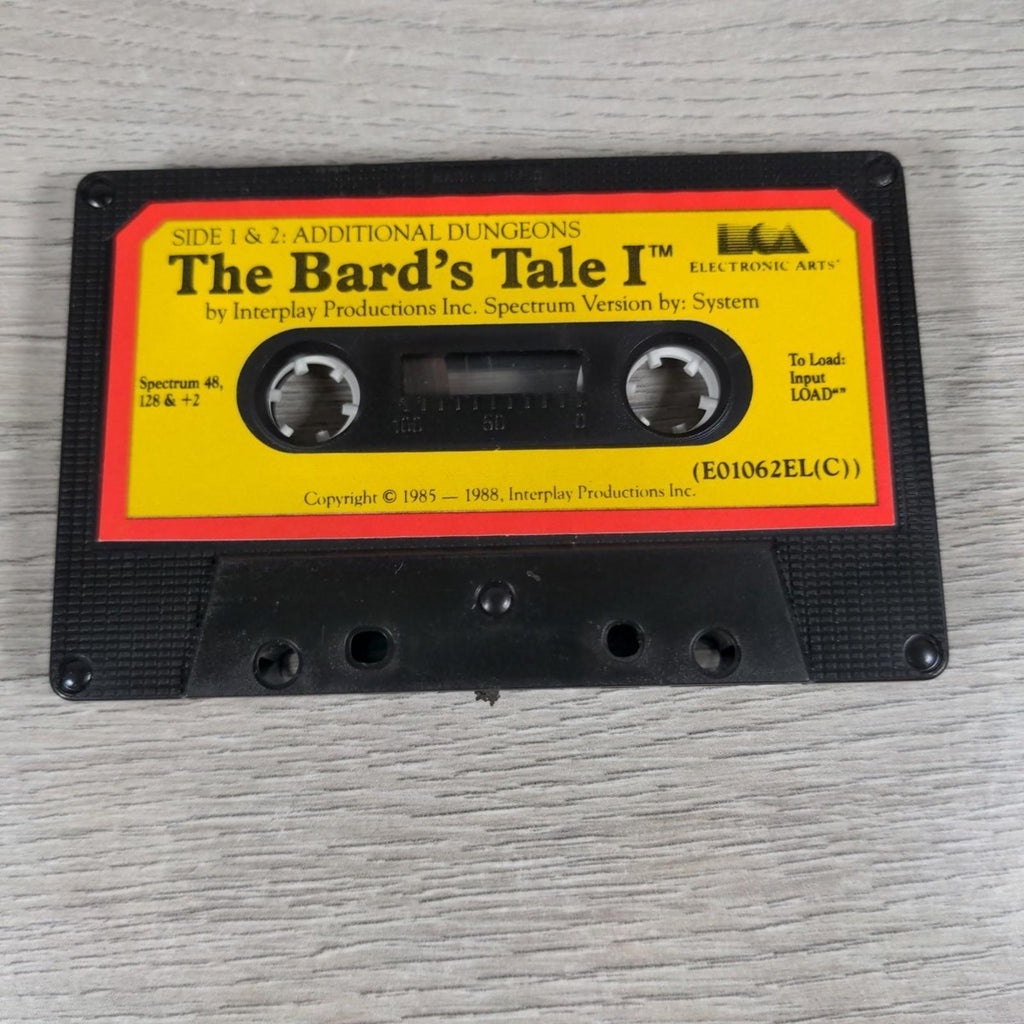 SIDE 1 & 2: ADDITIONAL DUNGEONS
The Bard's Tale I™
ELECTRONIC ARTS®
by Interplay Productions Inc. Spectrum Version by: System
Spectrum 48,
128 & +2
To Load:
Input
LOAD“”
100 50 0
(E01062EL(C))
Copyright © 1985 — 1988, Interplay Productions Inc.